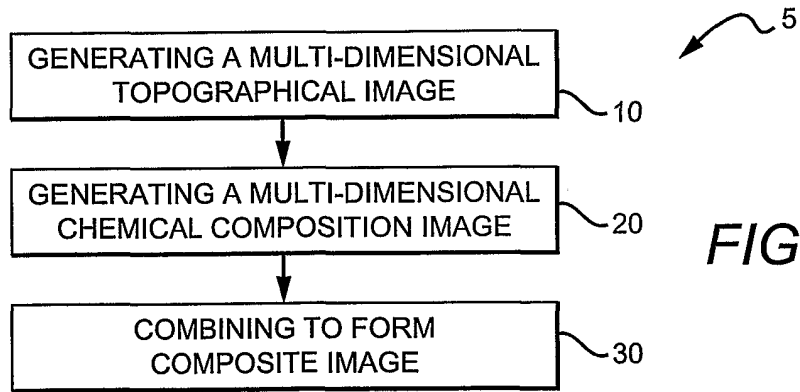 5
GENERATING A MULTI-DIMENSIONAL
TOPOGRAPHICAL IMAGE
10
GENERATING A MULTI-DIMENSIONAL
CHEMICAL COMPOSITION IMAGE
20
FIG
COMBINING TO FORM
COMPOSITE IMAGE
30